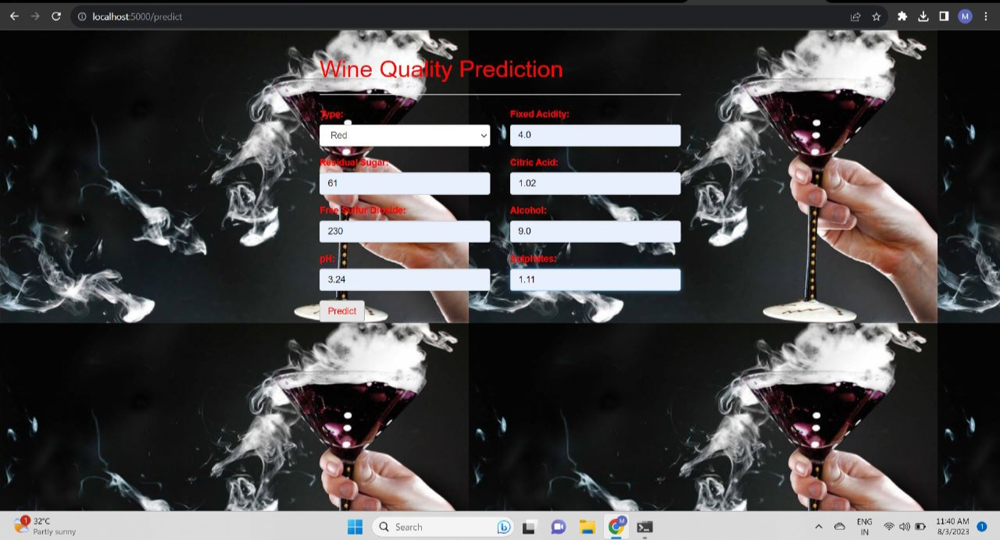 localhost:5000/predict
M
Wine Quality Prediction
Type:
Fixed Acidity:
Red
4.0
Residual Sugar:
Citric Acid:
61
1.02
Free Sulfur Dioxide:
Alcohol:
230
9.0
pH:
Sulphates:
3.24
1.11
Predict
1
32°C
Partly sunny
Search
M
ENG
IN
11:40 AM
8/3/2023
1